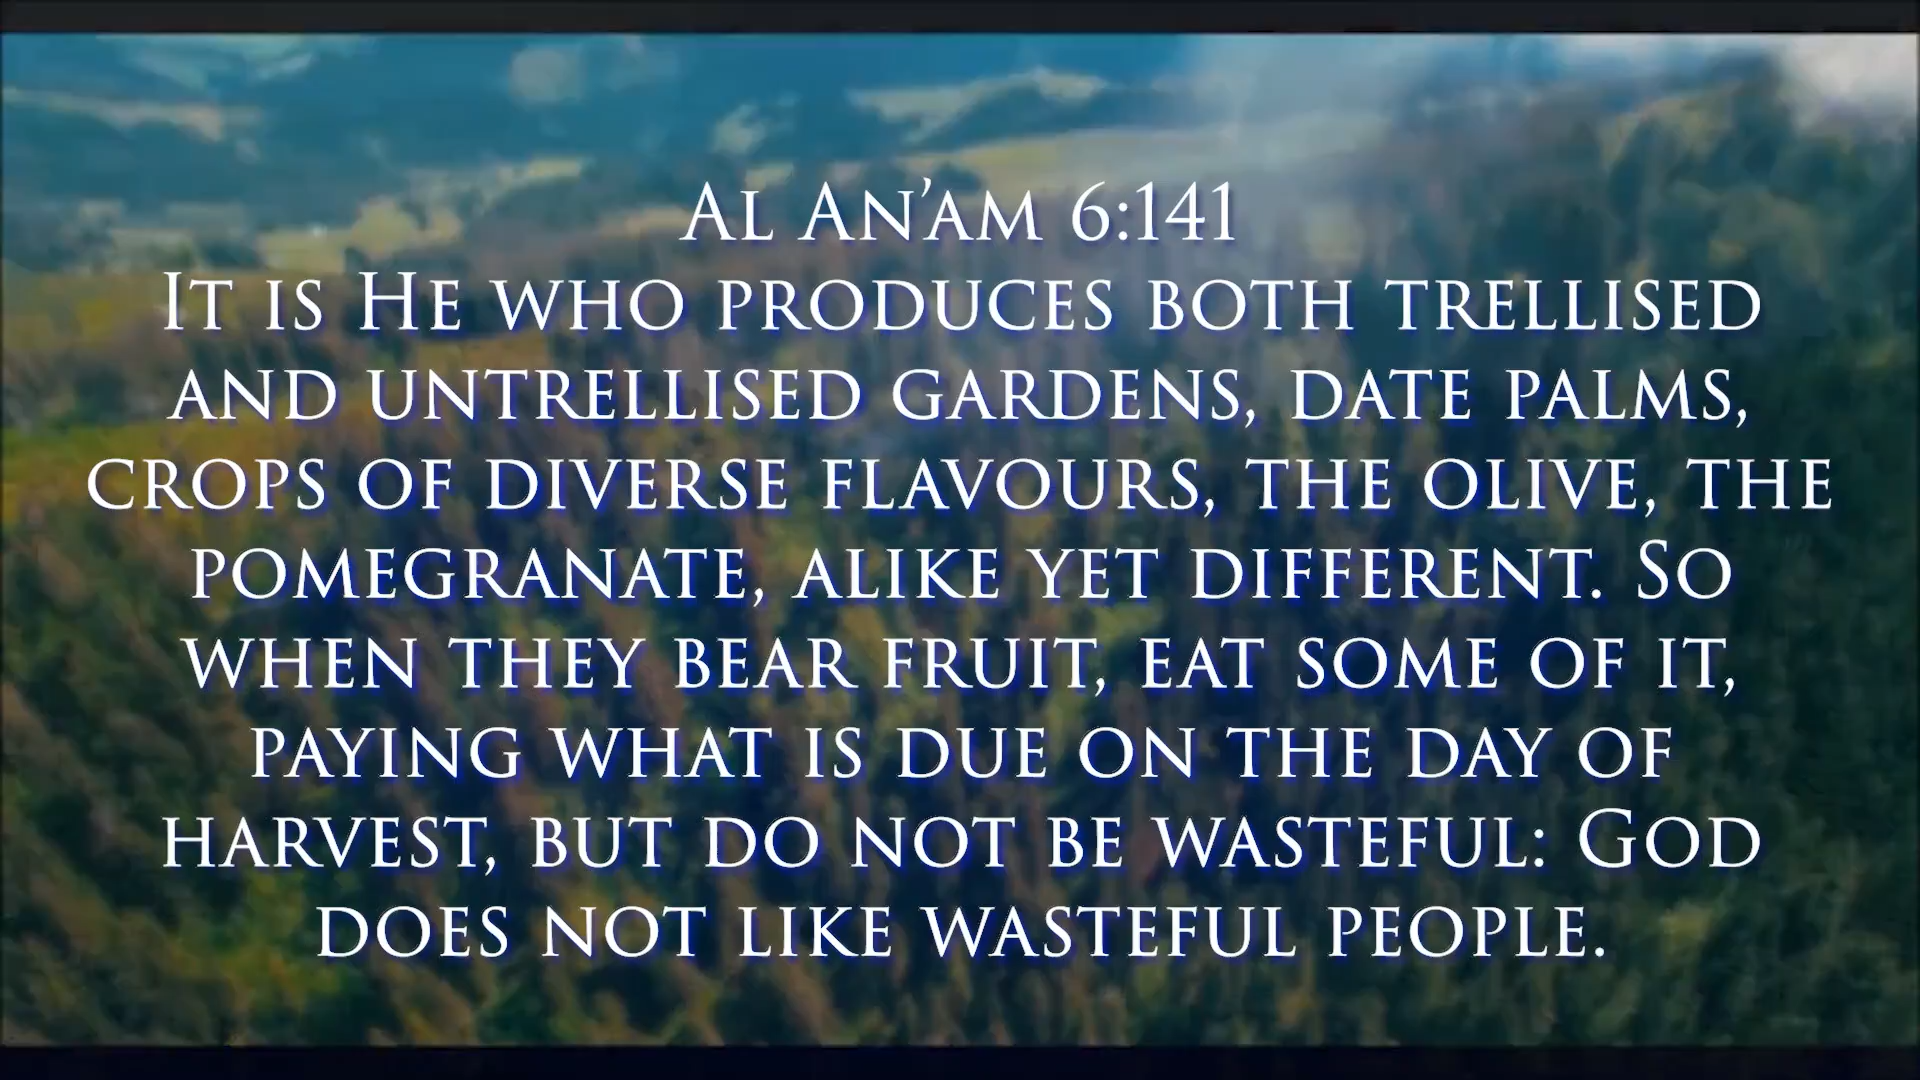 Al An’am 6:141
It is He who produces both trellised
and untrellised gardens, date palms,
crops of diverse flavours, the olive, the
pomegranate, alike yet different. So
when they bear fruit, eat some of it,
paying what is due on the day of
harvest, but do not be wasteful: God
does not like wasteful people.